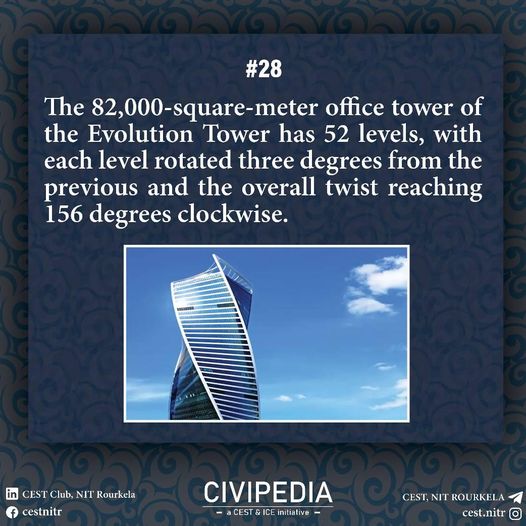 #28
The 82,000-square-meter office tower of
the Evolution Tower has 52 levels, with
each level rotated three degrees from the
previous and the overall twist reaching
156 degrees clockwise.
CEST Club, NIT Rourkela
cestnitr
CIVIPEDIA
- a CEST & ICE initiative -
CEST, NIT ROURKELA
cest.nitr